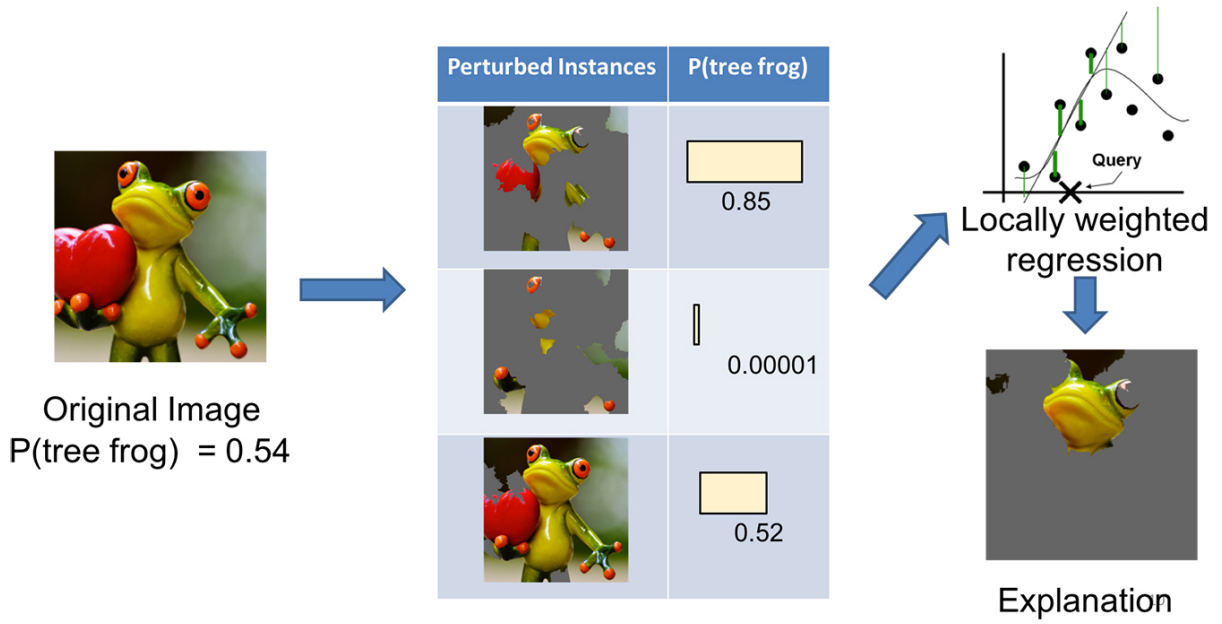 Original Image
P(tree frog) = 0.54
Perturbed Instances
P(tree frog)
0.85
0.00001
0.52
Query
Locally weighted
regression
Explanation